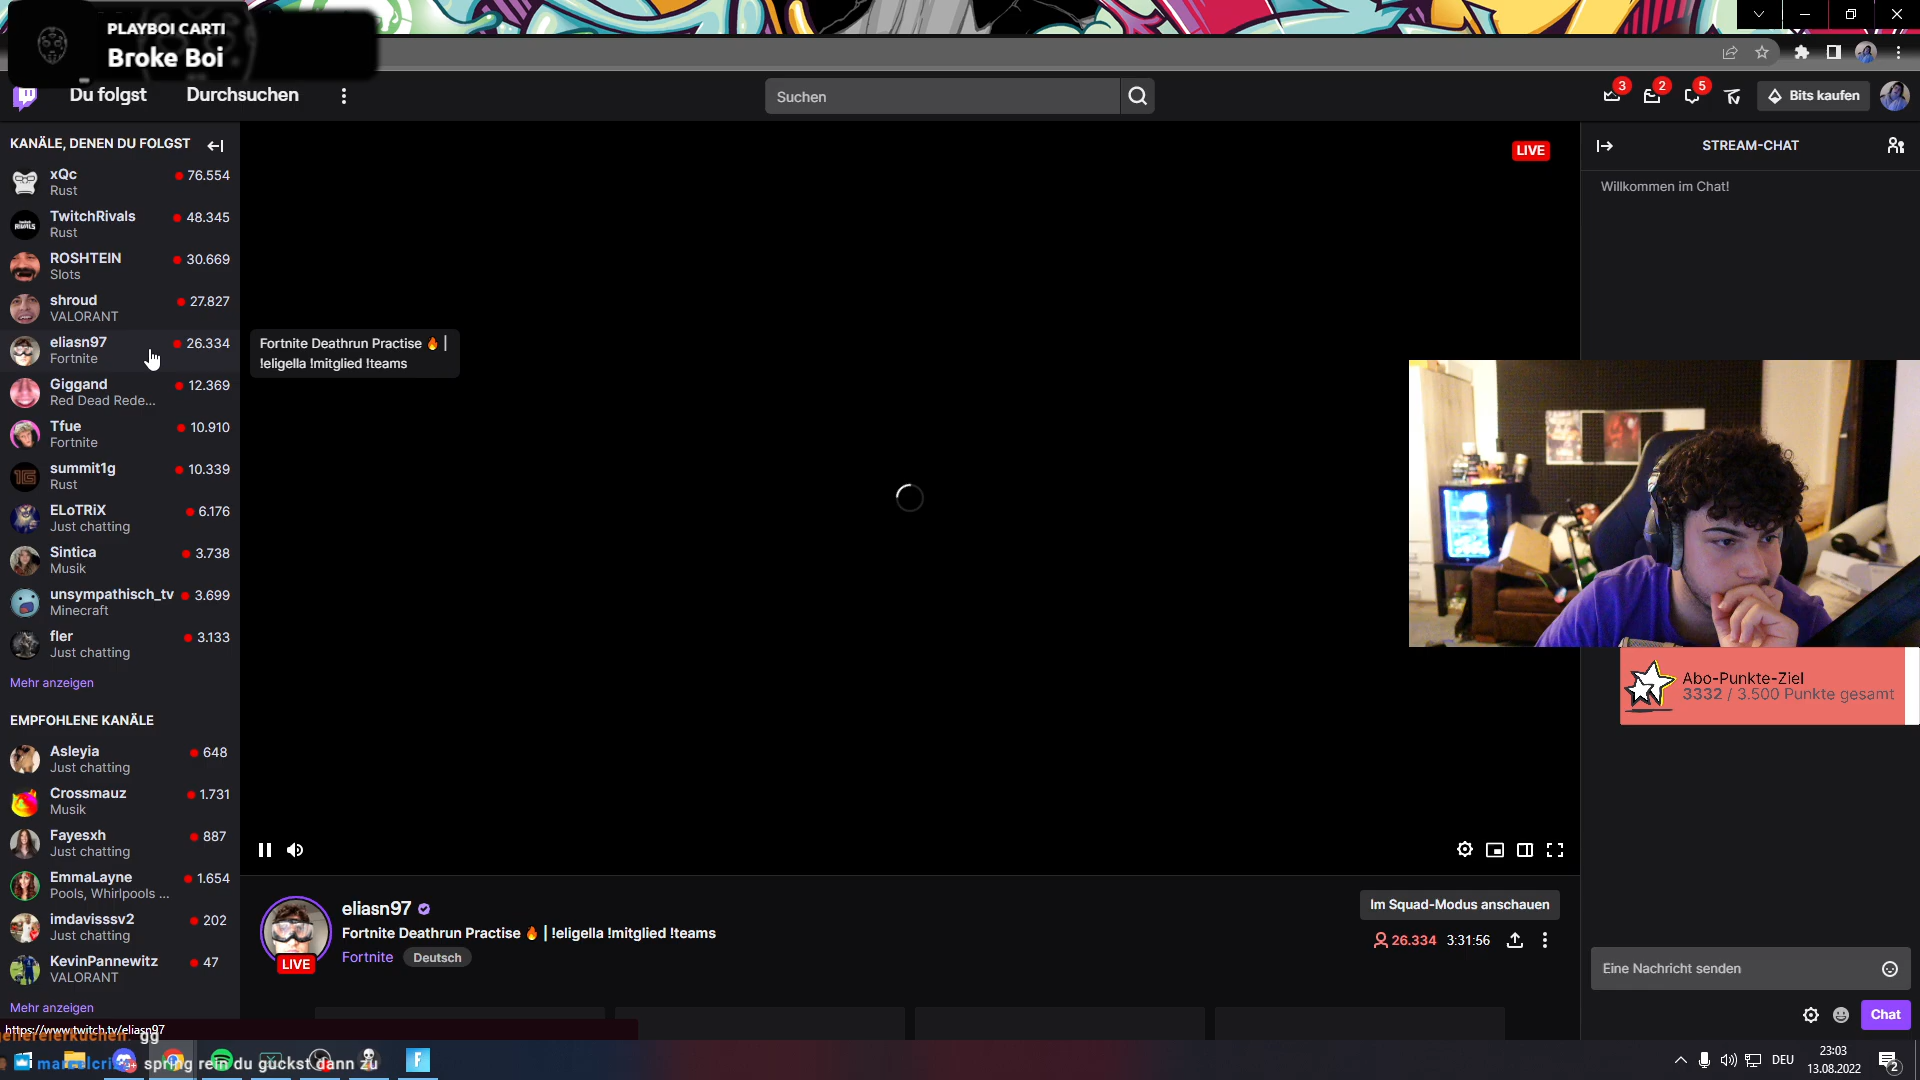 PLAYBOI CARTI
Broke Boi
Du folgst
Durchsuchen
Suchen
3
2
5
Bits kaufen
KANÄLE, DENEN DU FOLGST
xQc
76.554
Rust
TwitchRivals
48.345
Rust
ROSHTEIN
30.669
Slots
shroud
27.827
VALORANT
eliasn97
26.334
Fortnite
Giggand
12.369
Red Dead Rede...
Tfue
10.910
Fortnite
summit1g
10.339
Rust
ELoTRiX
6.176
Just chatting
Sintica
3.738
Musik
unsympathisch_tv
3.699
Minecraft
fler
3.133
Just chatting
Mehr anzeigen
EMPFOHLENE KANÄLE
Asleyia
648
Just chatting
Crossmauz
1.731
Musik
Fayesxh
887
Just chatting
EmmaLayne
1.654
Pools, Whirlpools ...
imdavisssv2
202
Just chatting
KevinPannewitz
47
VALORANT
Mehr anzeigen
https://www.twitch.tv/eliasn97
gg
spring rein du guckst dann zu
Fortnite Deathrun Practise 🔥 |
!eligella !mitglied !teams
LIVE
eliasn97
Fortnite Deathrun Practise 🔥 | !eligella !mitglied !teams
Fortnite
Deutsch
LIVE
Im Squad-Modus anschauen
26.334
3:31:56
STREAM-CHAT
Willkommen im Chat!
Abo-Punkte-Ziel
3332 / 3.500 Punkte gesamt
Eine Nachricht senden
Chat
DEU
23:03
13.08.2022
2